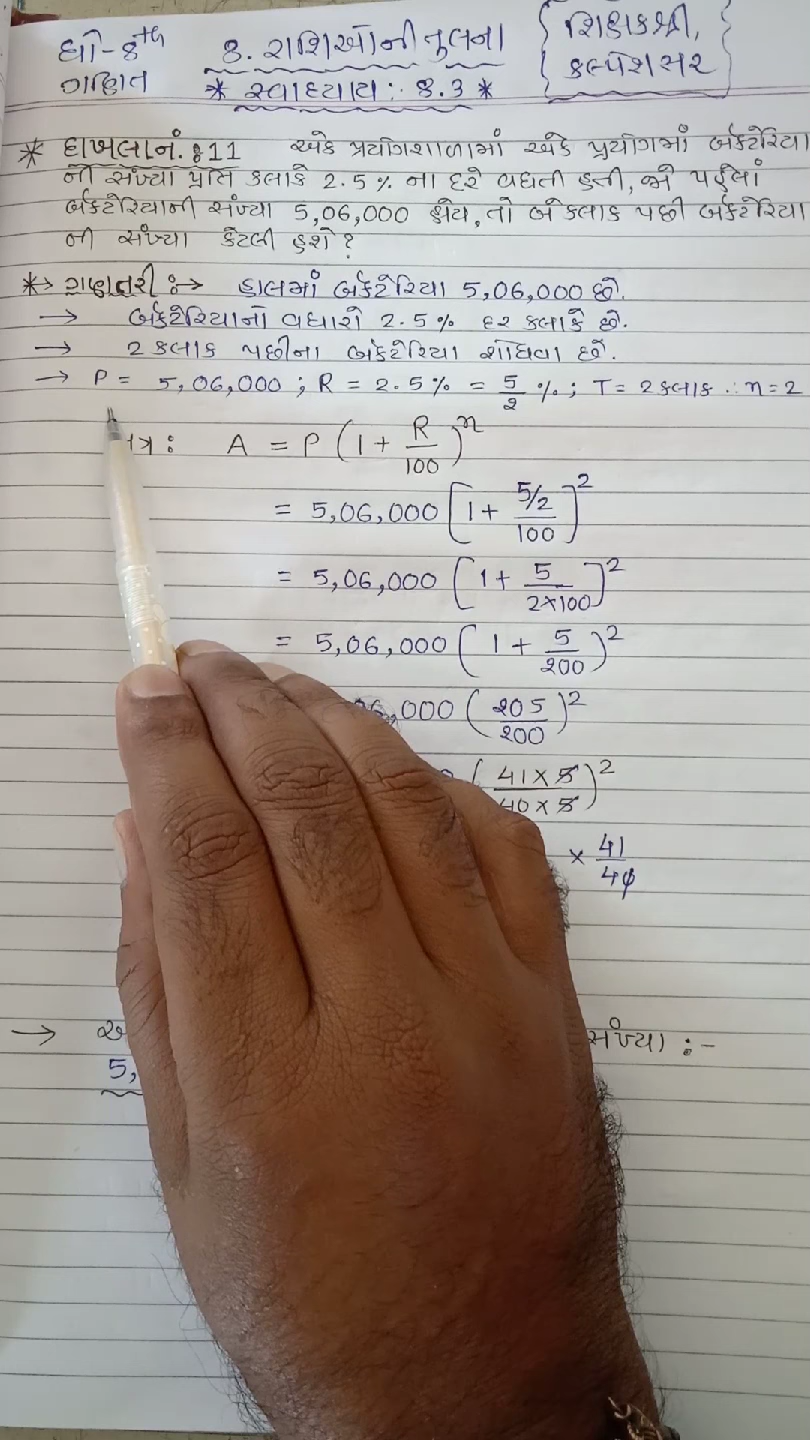 ધો-8th 8. રાશિઓની તુલના { શિક્ષકશ્રી,
ગણિત * સ્વાધ્યાય :- 8.3 * કલ્પેશ સર }
* દાખલા નં. : 11 એક પ્રયોગશાળામાં એક પ્રયોગમાં બેક્ટેરિયા
ની સંખ્યા પ્રતિ કલાકે 2.5% ના દરે વધતી હતી, જો પહેલાં
બેક્ટેરિયાની સંખ્યા 5,06,000 હોય, તો બે કલાક પછી બેક્ટેરિયા
ની સંખ્યા કેટલી હશે?
*→ ગણતરી :→ હાલમાં બેક્ટેરિયા 5,06,000 છે.
→ બેક્ટેરિયાનો વધારો 2.5% દર કલાકે છે.
→ 2 કલાક પછીના બેક્ટેરિયા શોધવા છે.
→ P = 5,06,000 ; R = 2.5% = 5/2 % ; T = 2 કલાક ∴ n = 2
A = P (1 + R/100)^n
= 5,06,000 [1 + 5/2/100]^2
= 5,06,000 [1 + 5/2×100]^2
= 5,06,000 (1 + 5/200)^2
6,000 (205/200)^2
(41×5/40×5)^2
× 41/40
→ સંખ્યા :-
5,